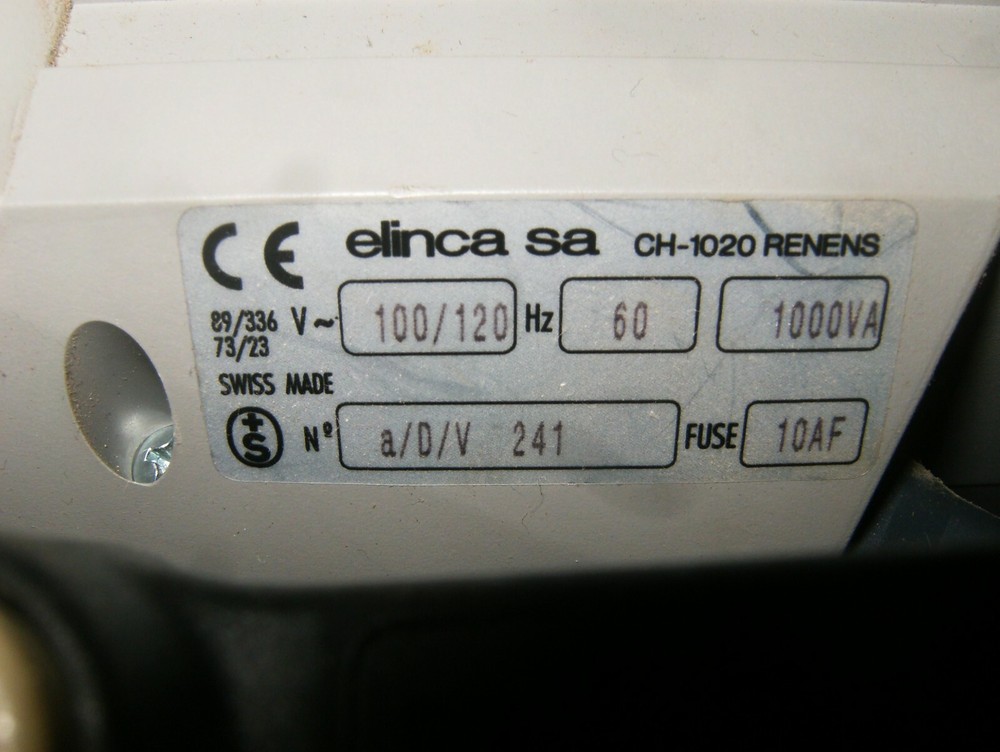 CE elinca sa CH-1020 RENENS
89/336 V~ 100/120 Hz 60 1000VA
73/23
SWISS MADE
+S Nº a/D/V 241 FUSE 10AF